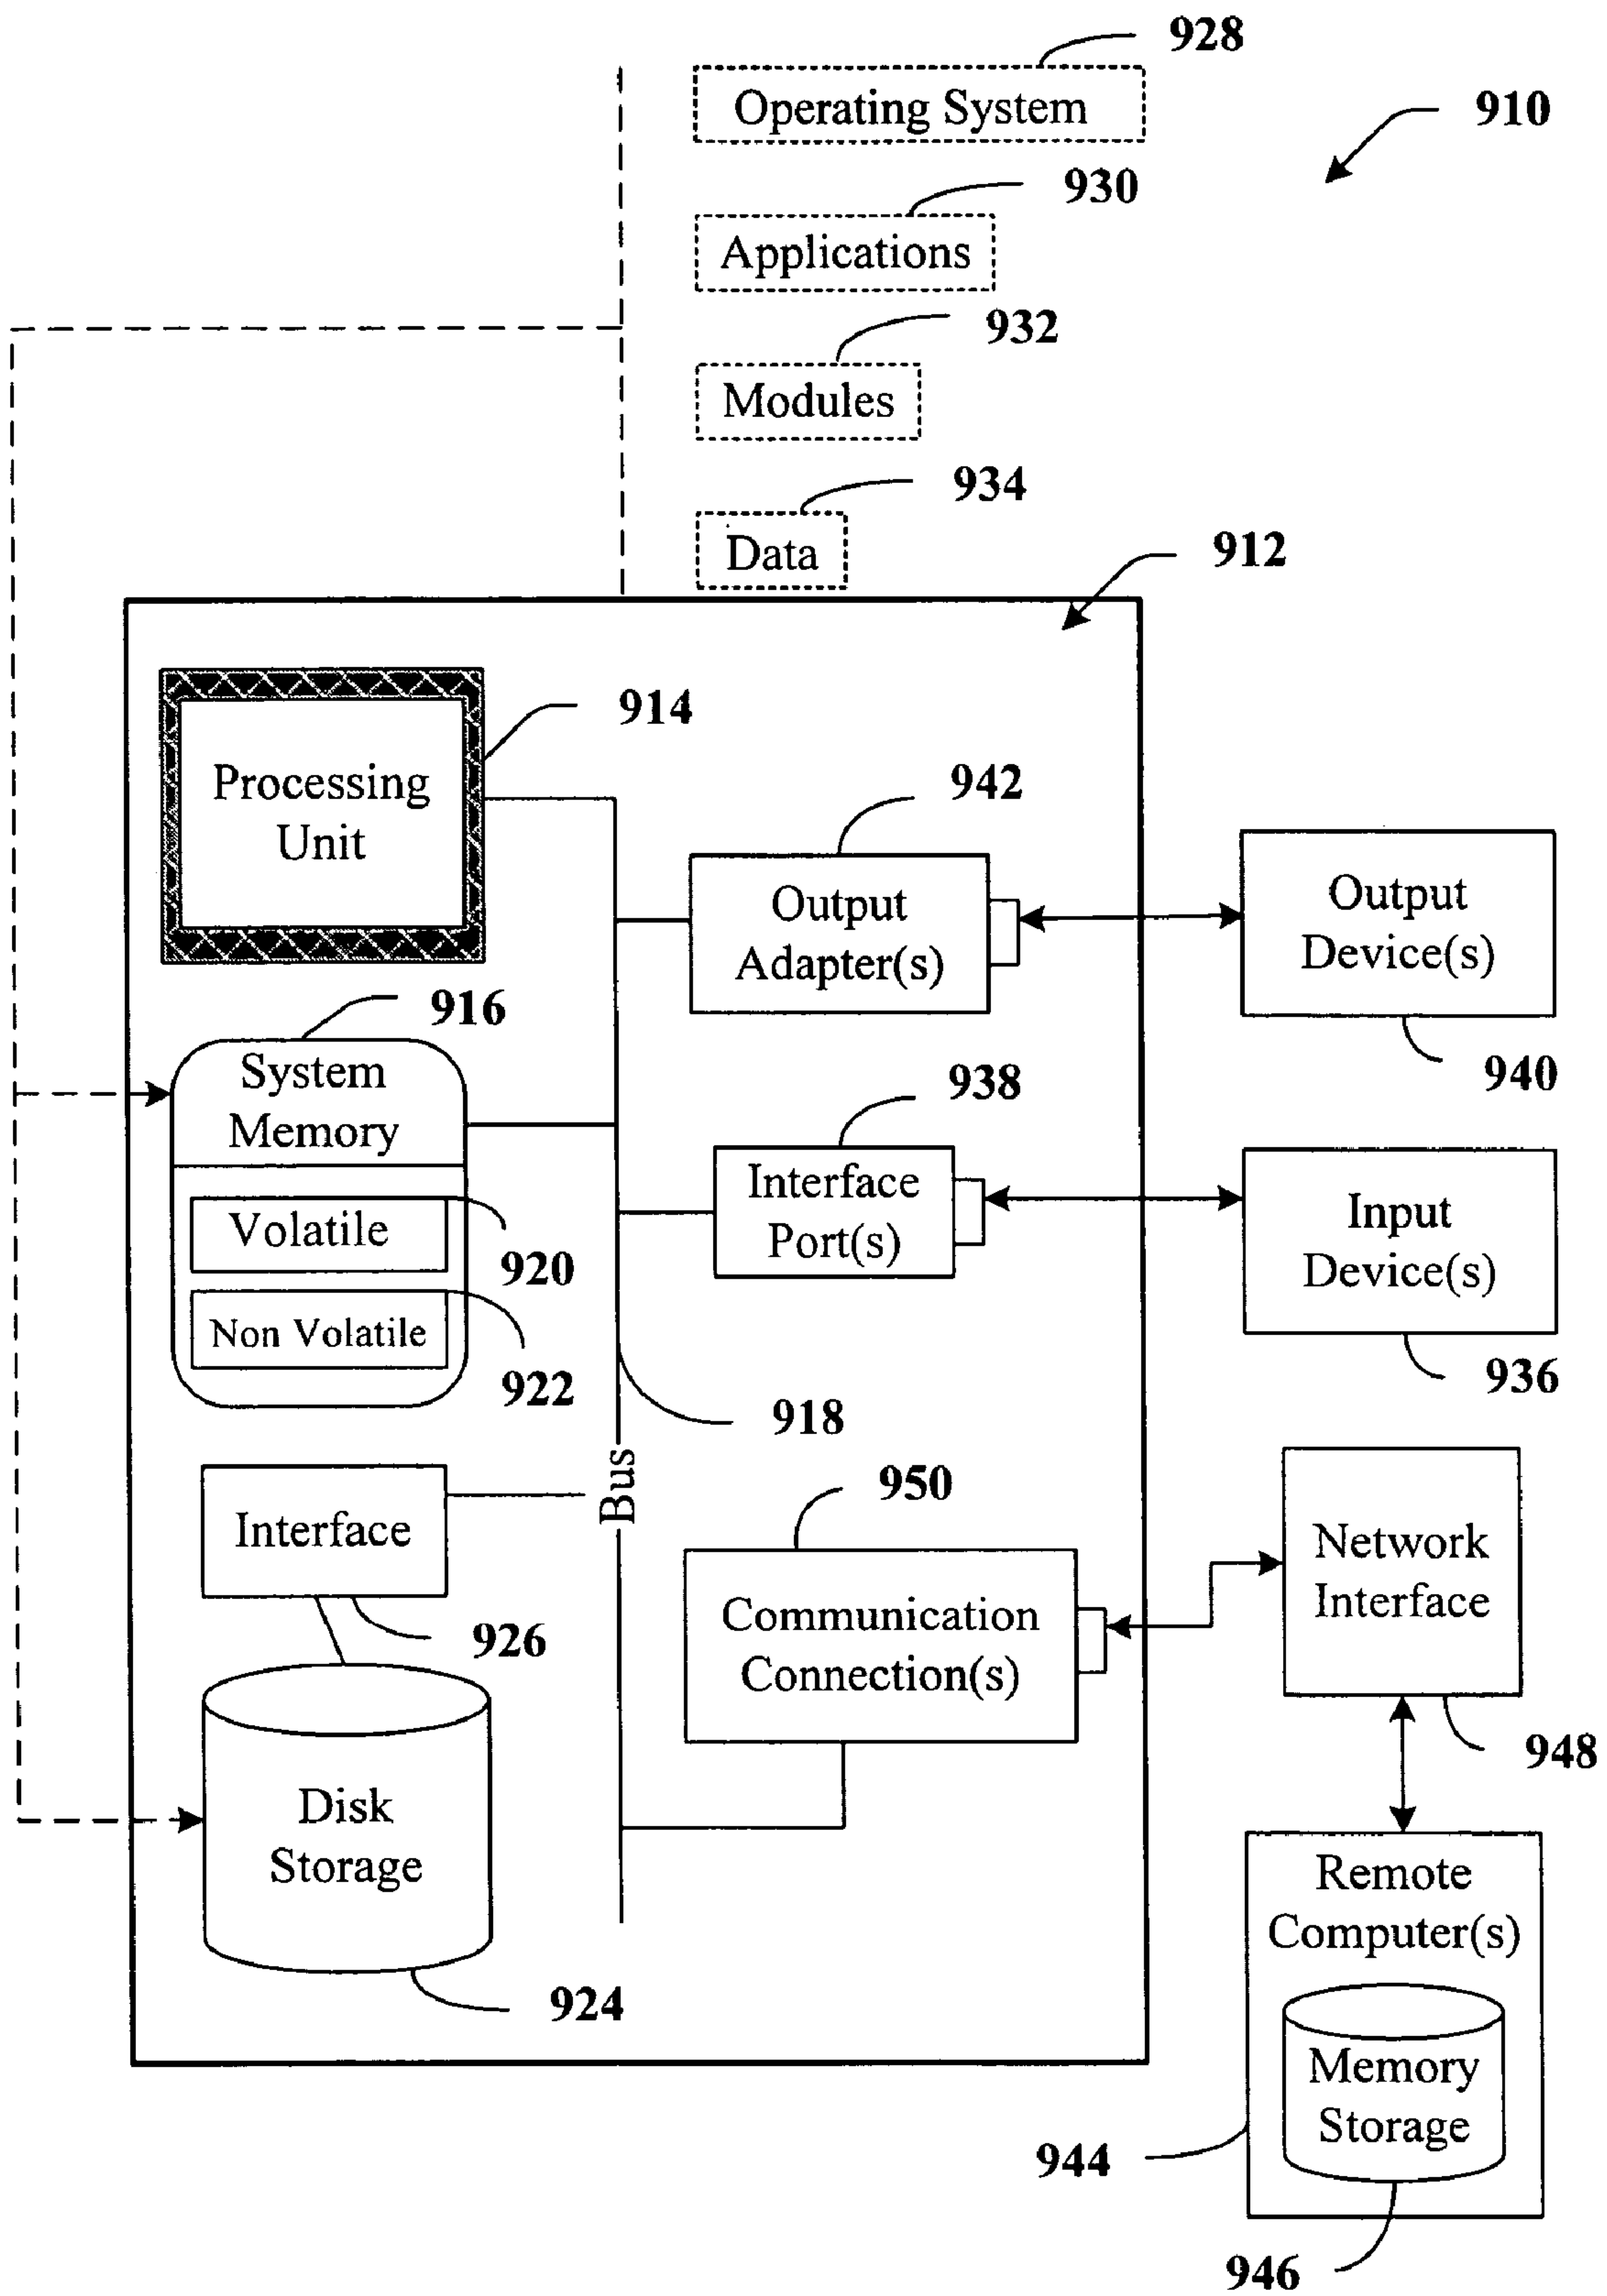 928
Operating System
910
930
Applications
932
Modules
934
Data
912
914
Processing
Unit
942
Output
Adapter(s)
Output
Device(s)
940
916
System
Memory
938
Interface
Port(s)
Input
Device(s)
936
Volatile
920
Non Volatile
922
918
Bus
Interface
926
950
Communication
Connection(s)
Network
Interface
948
Disk
Storage
924
Remote
Computer(s)
Memory
Storage
944
946